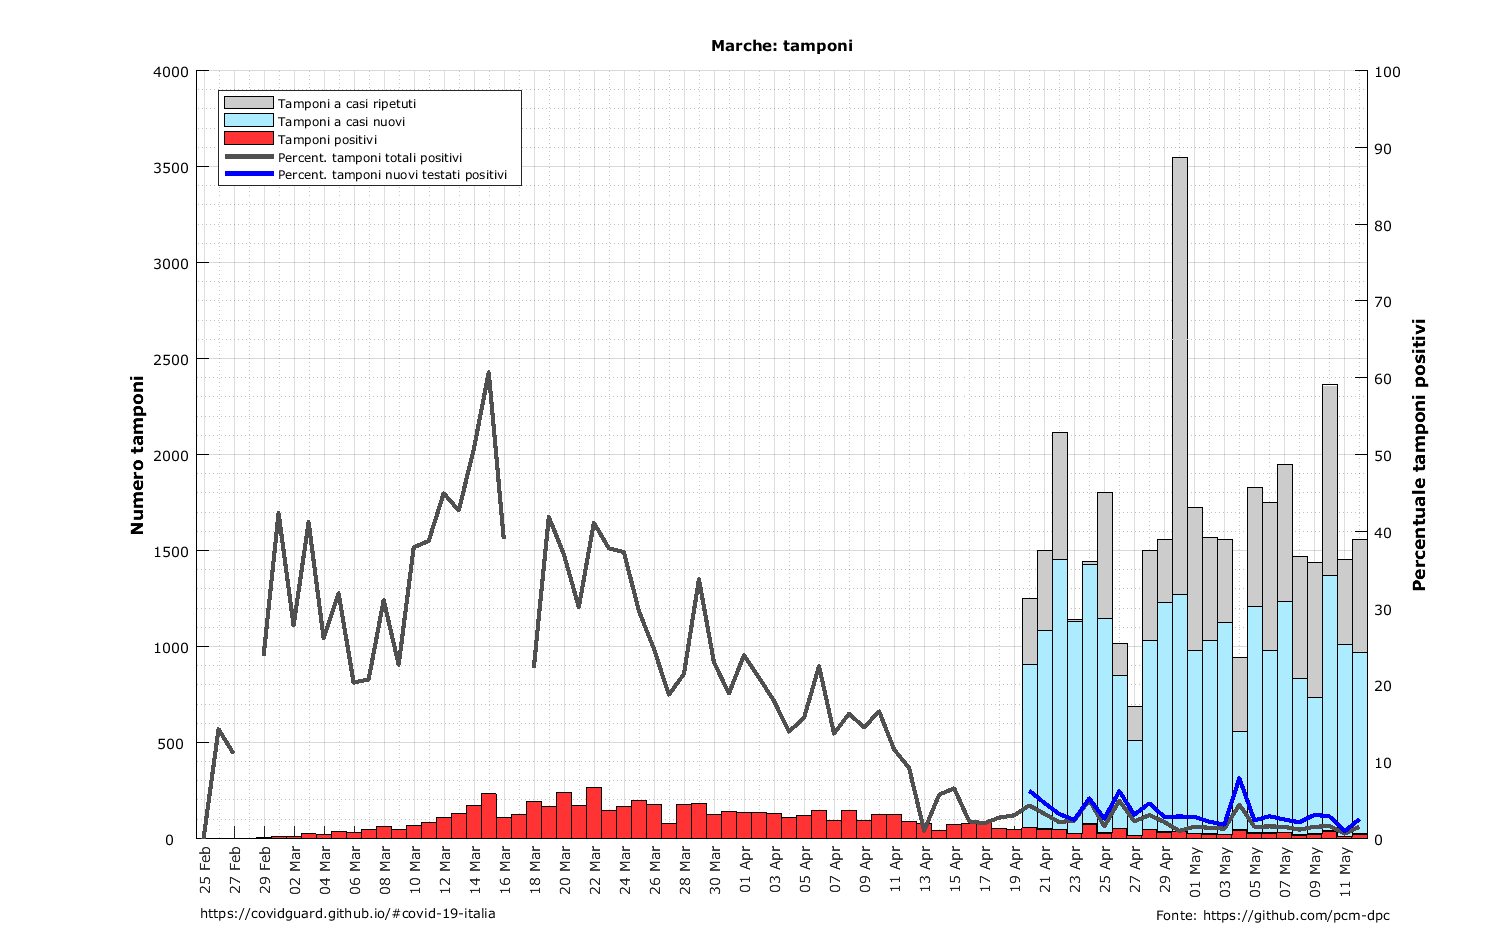 Marche: tamponi
Tamponi a casi ripetuti
Tamponi a casi nuovi
Tamponi positivi
Percent. tamponi totali positivi
Percent. tamponi nuovi testati positivi
Numero tamponi
4000
3500
3000
2500
2000
1500
1000
500
0
Percentuale tamponi positivi
100
90
80
70
60
50
40
30
20
10
0
25 Feb
27 Feb
29 Feb
02 Mar
04 Mar
06 Mar
08 Mar
10 Mar
12 Mar
14 Mar
16 Mar
18 Mar
20 Mar
22 Mar
24 Mar
26 Mar
28 Mar
30 Mar
01 Apr
03 Apr
05 Apr
07 Apr
09 Apr
11 Apr
13 Apr
15 Apr
17 Apr
19 Apr
21 Apr
23 Apr
25 Apr
27 Apr
29 Apr
01 May
03 May
05 May
07 May
09 May
11 May
https://covidguard.github.io/#covid-19-italia
Fonte: https://github.com/pcm-dpc